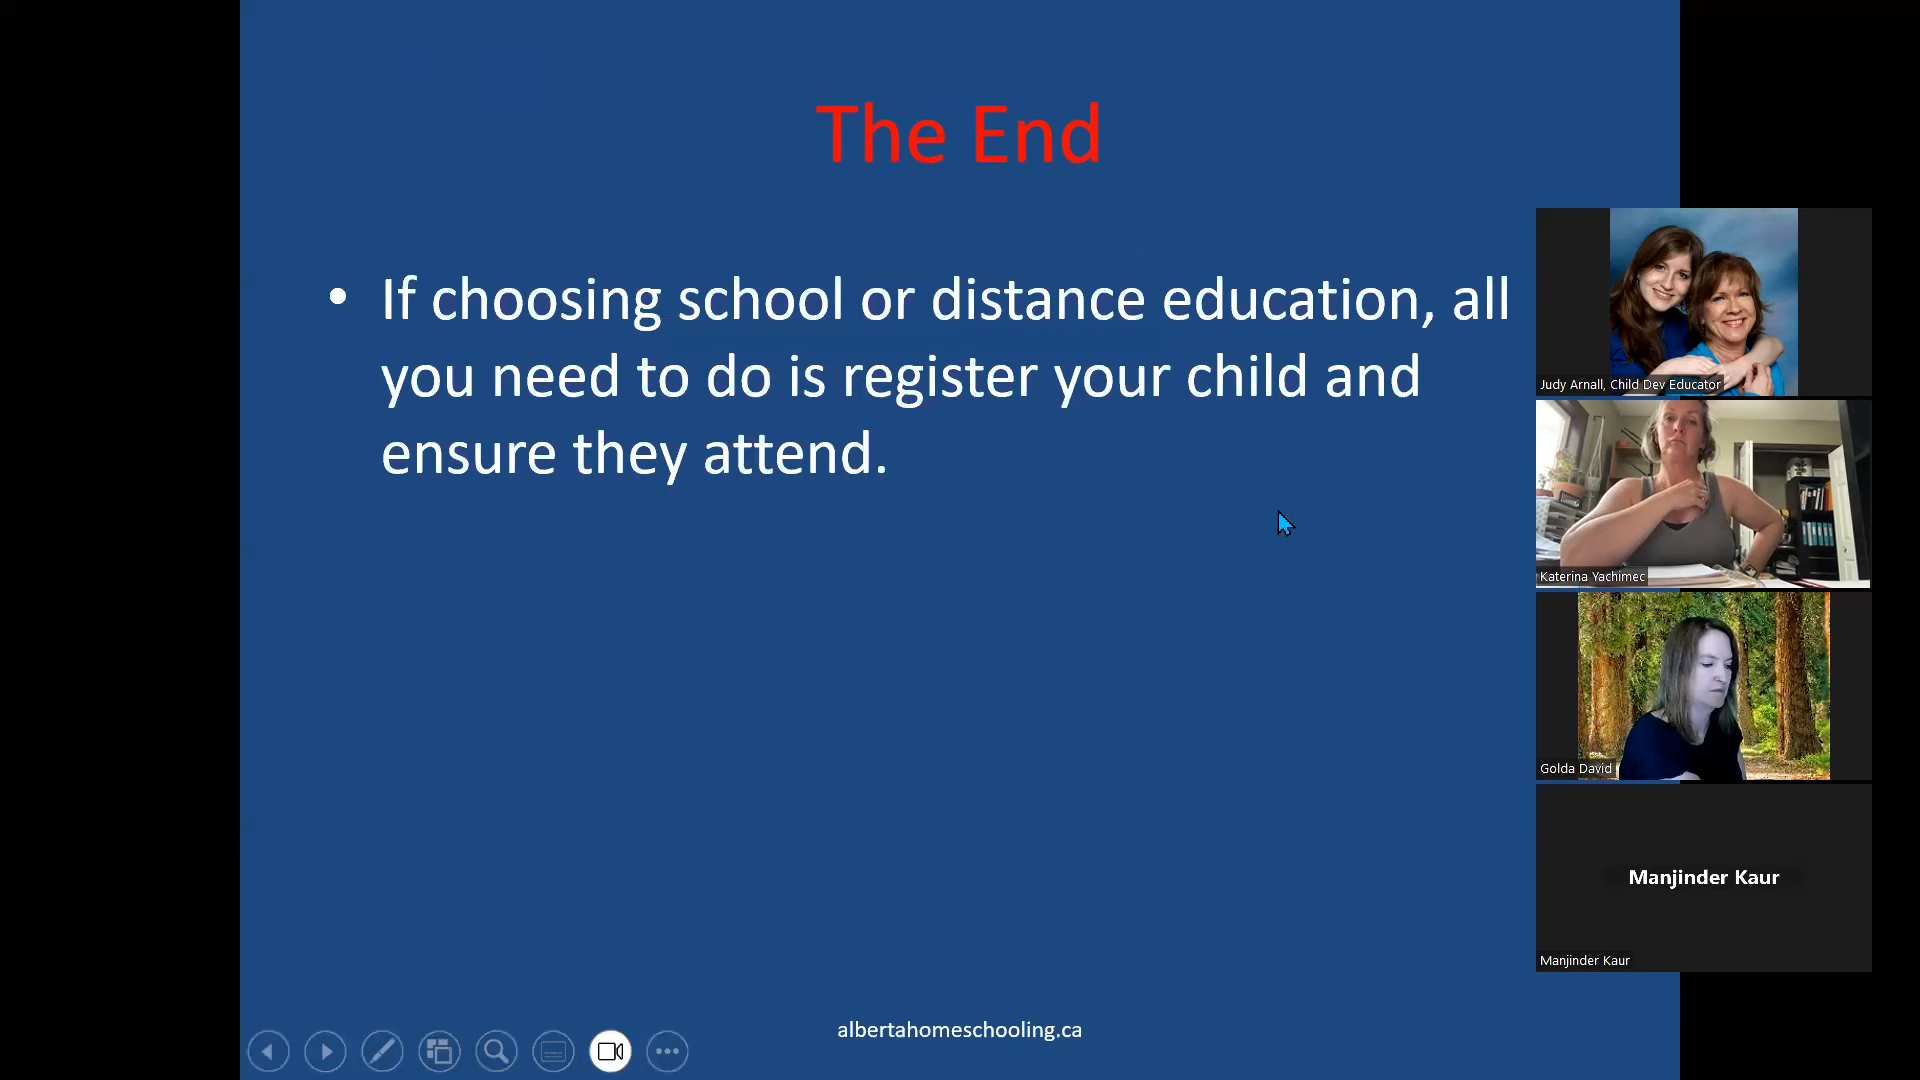 The End
• If choosing school or distance education, all
you need to do is register your child and
ensure they attend.
albertahomeschooling.ca
Judy Arnall, Child Dev Educator
Katerina Yachimec
Golda David
Manjinder Kaur
Manjinder Kaur